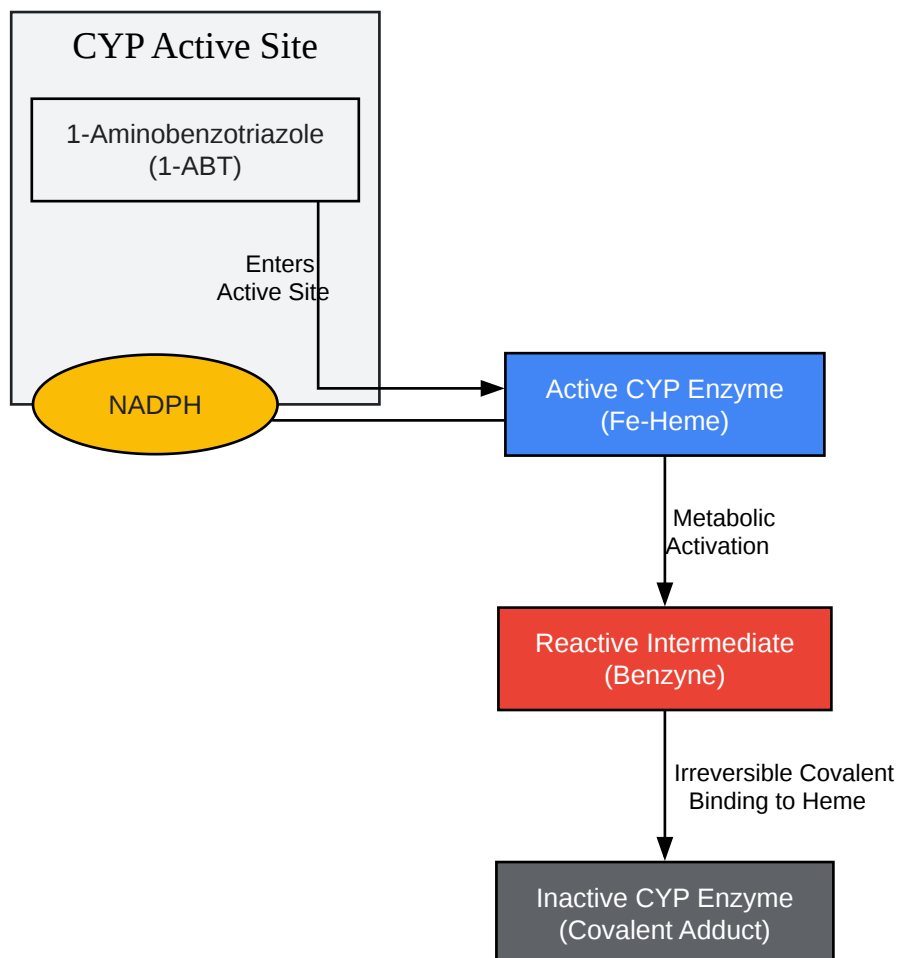 CYP Active Site
1-Aminobenzotriazole
(1-ABT)
Enters
Active Site
NADPH
Active CYP Enzyme
(Fe-Heme)
Metabolic
Activation
Reactive Intermediate
(Benzyne)
Irreversible Covalent
Binding to Heme
Inactive CYP Enzyme
(Covalent Adduct)